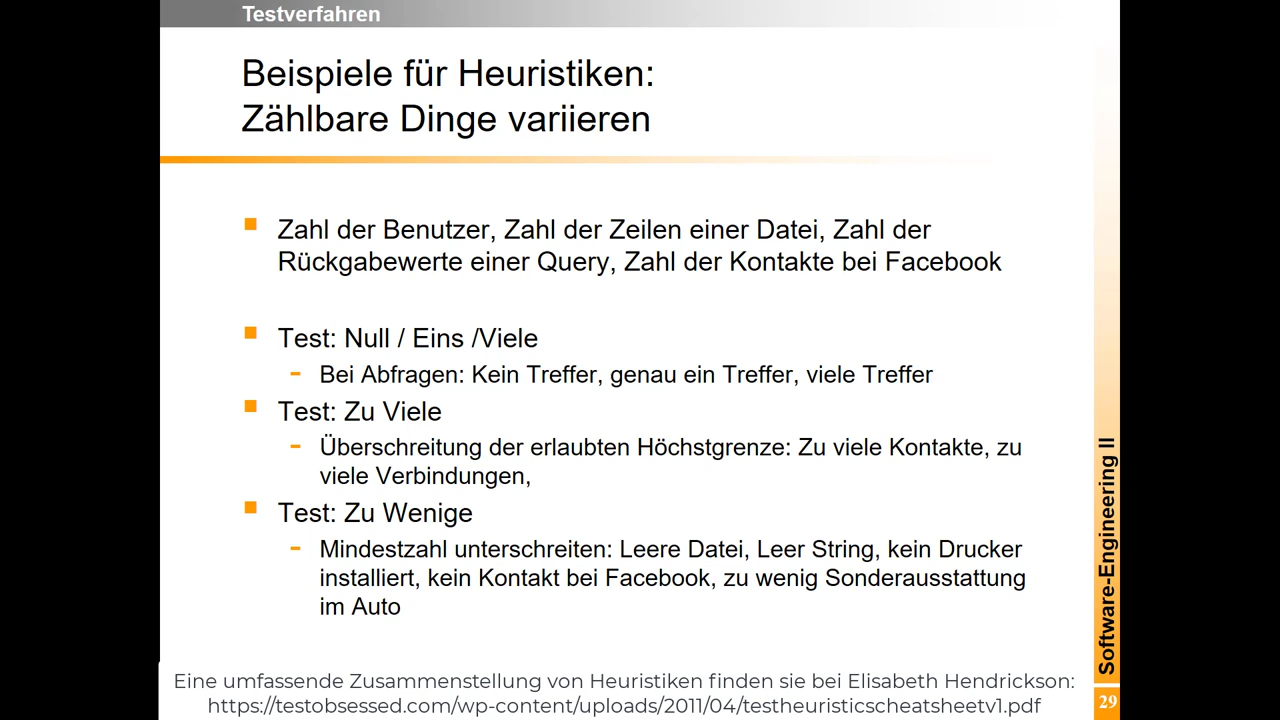 Testverfahren
Beispiele für Heuristiken:
Zählbare Dinge variieren
Zahl der Benutzer, Zahl der Zeilen einer Datei, Zahl der
Rückgabewerte einer Query, Zahl der Kontakte bei Facebook
Test: Null / Eins /Viele
- Bei Abfragen: Kein Treffer, genau ein Treffer, viele Treffer
Test: Zu Viele
- Überschreitung der erlaubten Höchstgrenze: Zu viele Kontakte, zu
viele Verbindungen,
Test: Zu Wenige
- Mindestzahl unterschreiten: Leere Datei, Leer String, kein Drucker
installiert, kein Kontakt bei Facebook, zu wenig Sonderausstattung
im Auto
Software-Engineering II
29
Eine umfassende Zusammenstellung von Heuristiken finden sie bei Elisabeth Hendrickson:
https://testobsessed.com/wp-content/uploads/2011/04/testheuristicscheatsheetv1.pdf